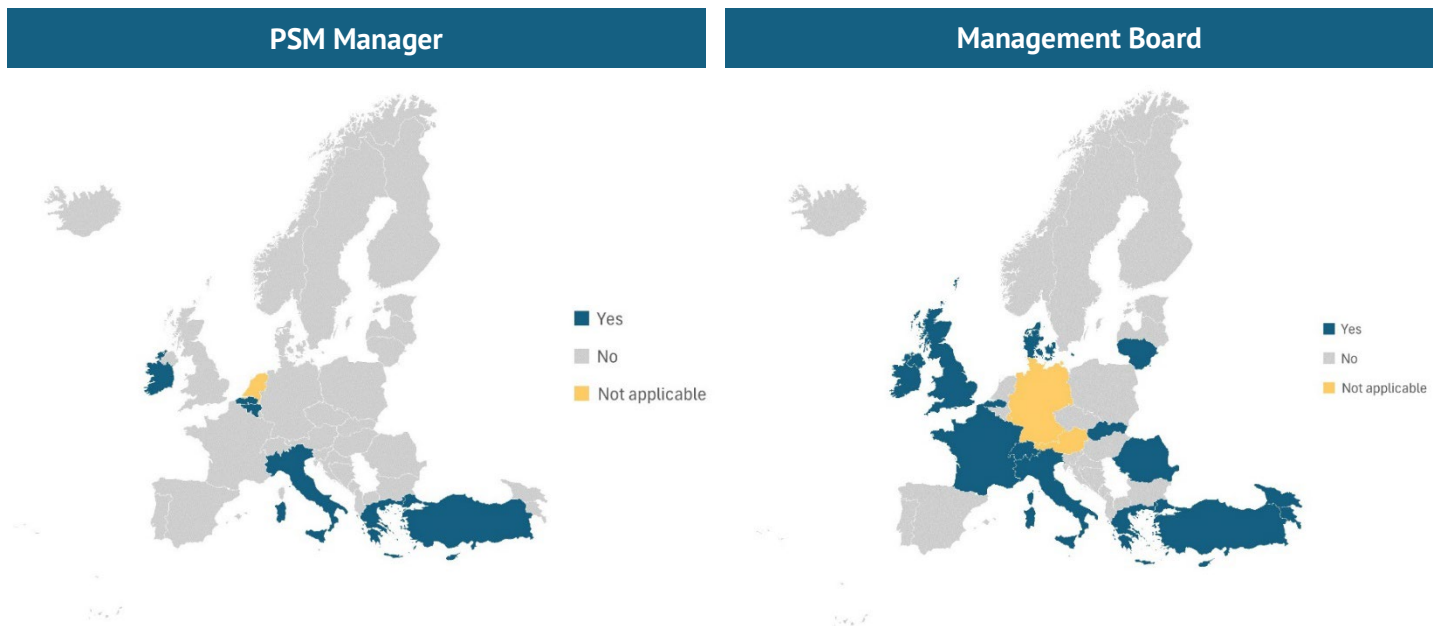 PSM Manager
Management Board
Yes
No
Not applicable
Yes
No
Not applicable